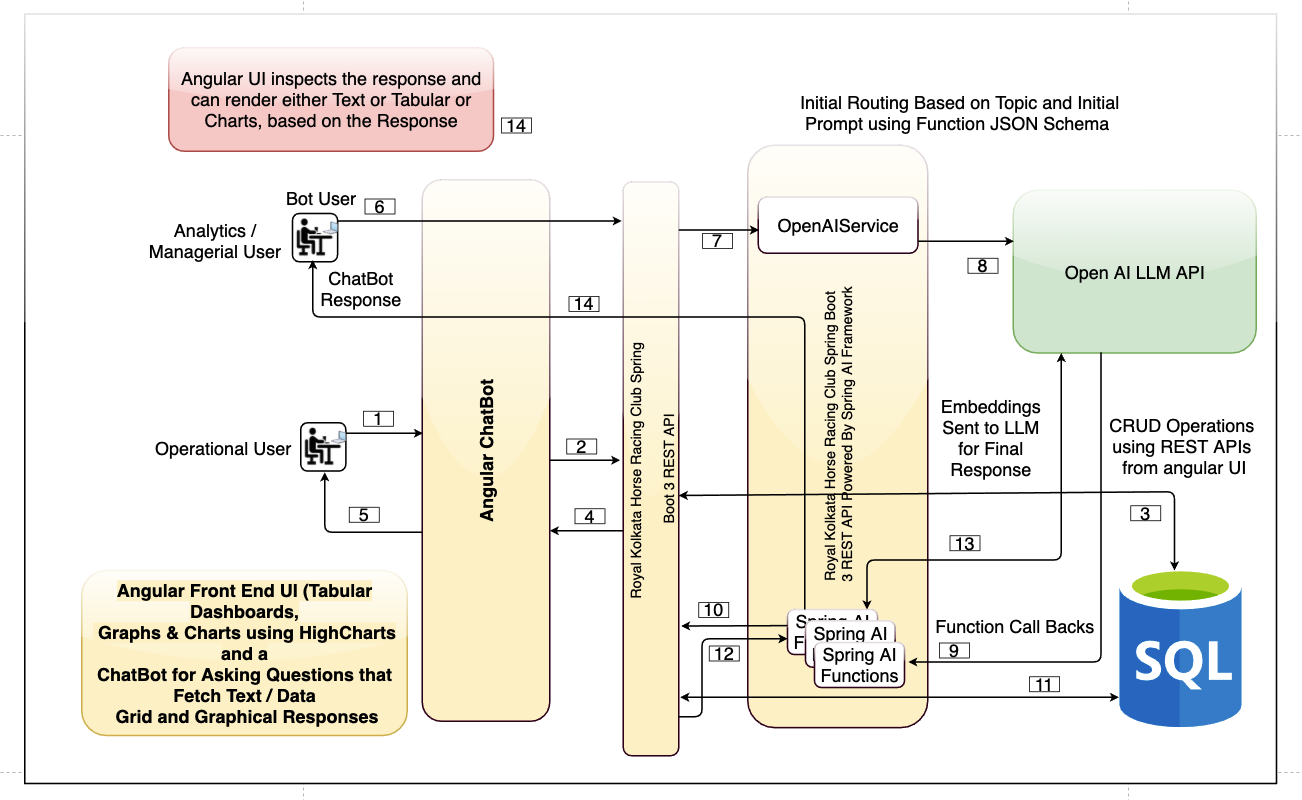 Angular UI inspects the response and
can render either Text or Tabular or
Charts, based on the Response
14
Initial Routing Based on Topic and Initial
Prompt using Function JSON Schema
Bot User
6
Analytics /
Managerial User
ChatBot
Response
14
7
OpenAIService
8
Open AI LLM API
Operational User
1
5
Angular ChatBot
2
4
Royal Kolkata Horse Racing Club Spring
Boot 3 REST API
Royal Kolkata Horse Racing Club Spring Boot
3 REST API Powered By Spring AI Framework
Embeddings
Sent to LLM
for Final
Response
CRUD Operations
using REST APIs
from angular UI
3
13
10
12
Spring AI
F
Spring AI
Spring AI
Functions
Function Call Backs
9
11
SQL
Angular Front End UI (Tabular
Dashboards,
Graphs & Charts using HighCharts
and a
ChatBot for Asking Questions that
Fetch Text / Data
Grid and Graphical Responses